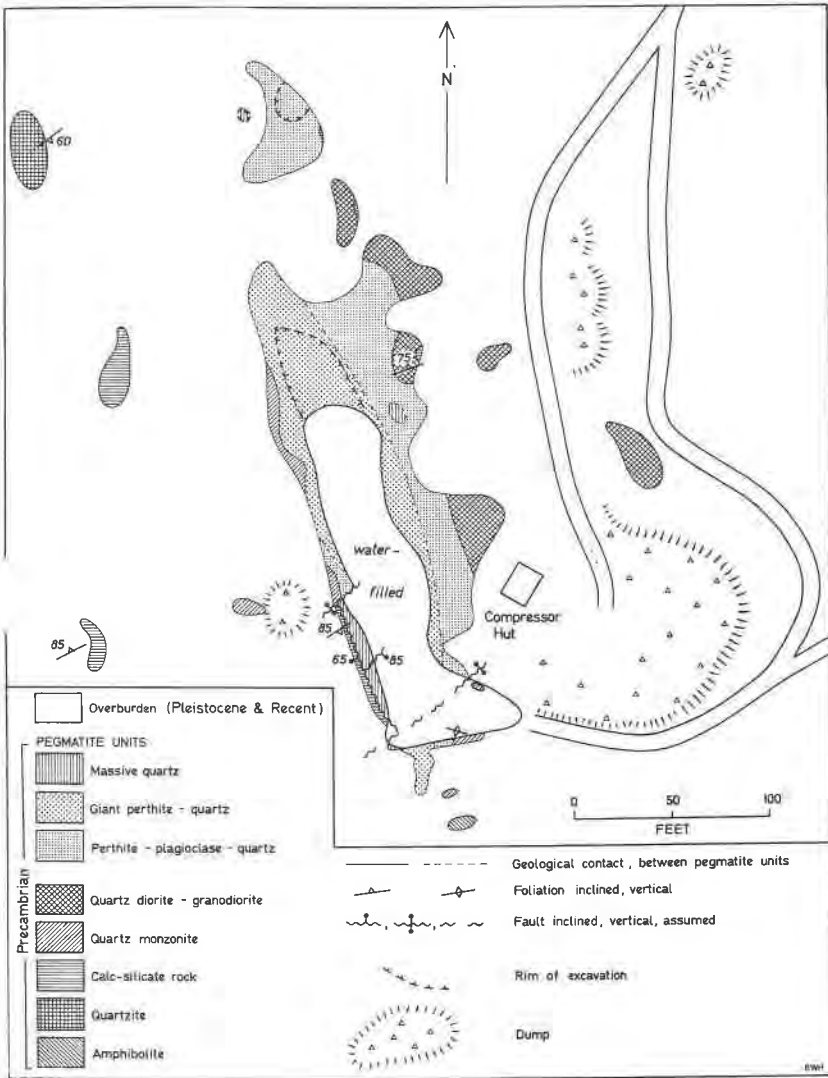 N
60
75
water-
filled
Compressor
Hut
85
65
85
85
0 50 100
FEET
Overburden (Pleistocene & Recent)
PEGMATITE UNITS
Massive quartz
Giant perthite - quartz
Perthite - plagioclase - quartz
Precambrian
Quartz diorite - granodiorite
Quartz monzonite
Calc-silicate rock
Quartzite
Amphibolite
Geological contact, between pegmatite units
Foliation inclined, vertical
Fault inclined, vertical, assumed
Rim of excavation
Dump